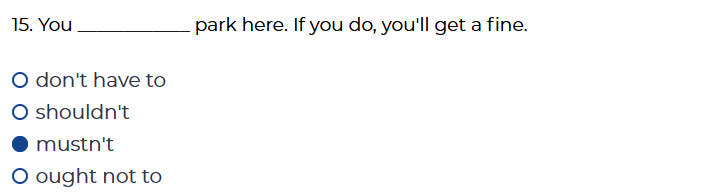 15. You ___________ park here. If you do, you'll get a fine.
don't have to
shouldn't
mustn't
ought not to